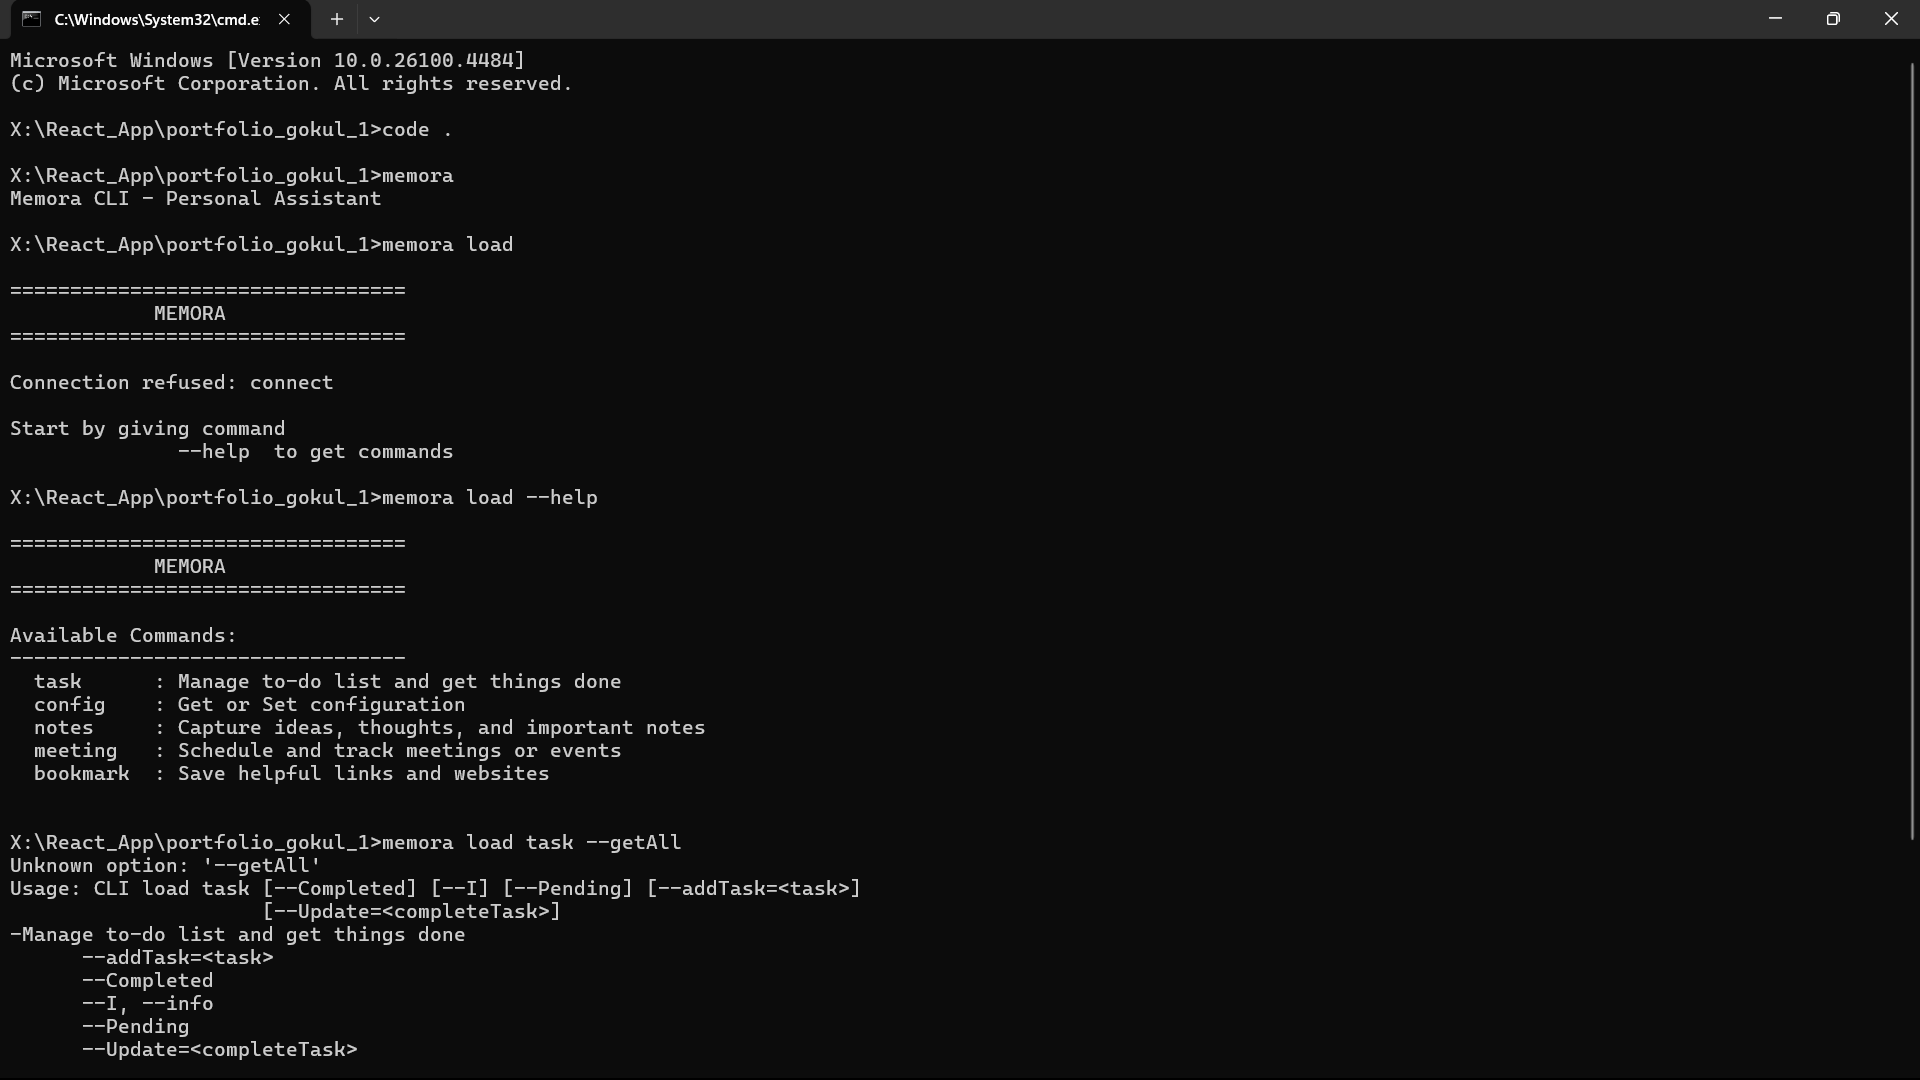 C:\Windows\System32\cmd.e
Microsoft Windows [Version 10.0.26100.4484]
(c) Microsoft Corporation. All rights reserved.
X:\React_App\portfolio_gokul_1>code .
X:\React_App\portfolio_gokul_1>memora
Memora CLI - Personal Assistant
X:\React_App\portfolio_gokul_1>memora load
=================================
MEMORA
=================================
Connection refused: connect
Start by giving command
--help  to get commands
X:\React_App\portfolio_gokul_1>memora load --help
=================================
MEMORA
=================================
Available Commands:
---------------------------------
task      : Manage to-do list and get things done
config    : Get or Set configuration
notes     : Capture ideas, thoughts, and important notes
meeting   : Schedule and track meetings or events
bookmark  : Save helpful links and websites
X:\React_App\portfolio_gokul_1>memora load task --getAll
Unknown option: '--getAll'
Usage: CLI load task [--Completed] [--I] [--Pending] [--addTask=<task>]
[--Update=<completeTask>]
-Manage to-do list and get things done
--addTask=<task>
--Completed
--I, --info
--Pending
--Update=<completeTask>